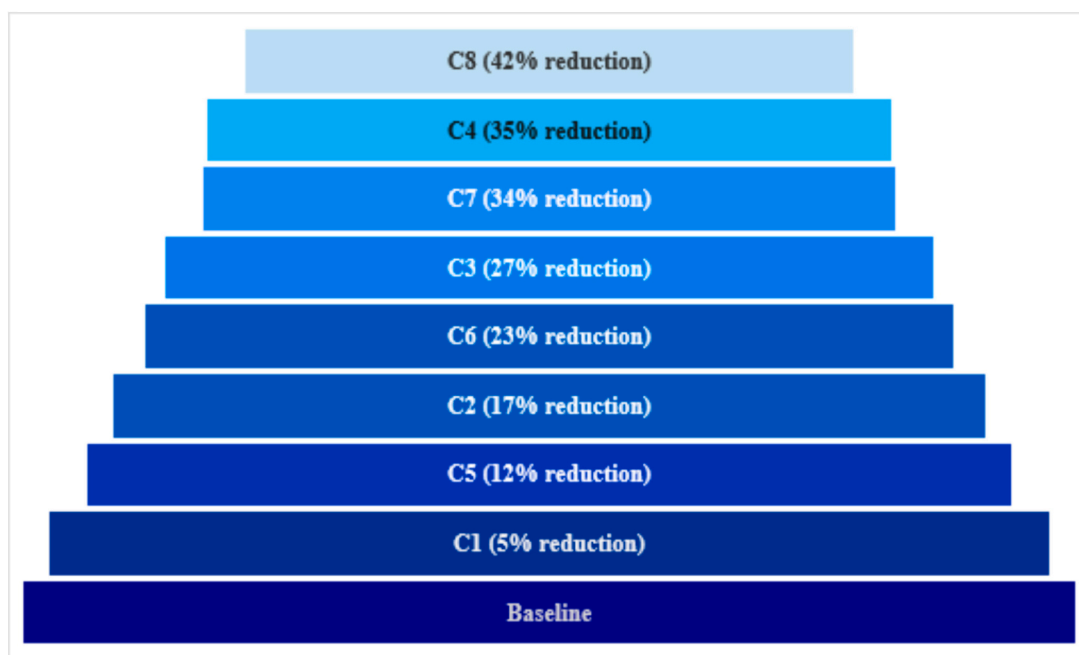 C8 (42% reduction)
C4 (35% reduction)
C7 (34% reduction)
C3 (27% reduction)
C6 (23% reduction)
C2 (17% reduction)
C5 (12% reduction)
C1 (5% reduction)
Baseline